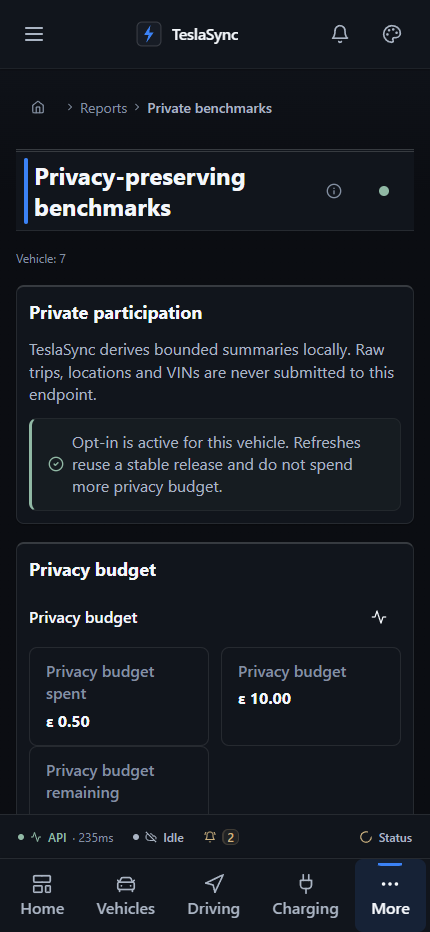 TeslaSync
Reports
Private benchmarks
Privacy-preserving
benchmarks
Vehicle: 7
Private participation
TeslaSync derives bounded summaries locally. Raw
trips, locations and VINs are never submitted to this
endpoint.
Opt-in is active for this vehicle. Refreshes
reuse a stable release and do not spend
more privacy budget.
Privacy budget
Privacy budget
Privacy budget
spent
ε 0.50
Privacy budget
ε 10.00
Privacy budget
remaining
API · 235ms
Idle
2
Status
Home
Vehicles
Driving
Charging
More